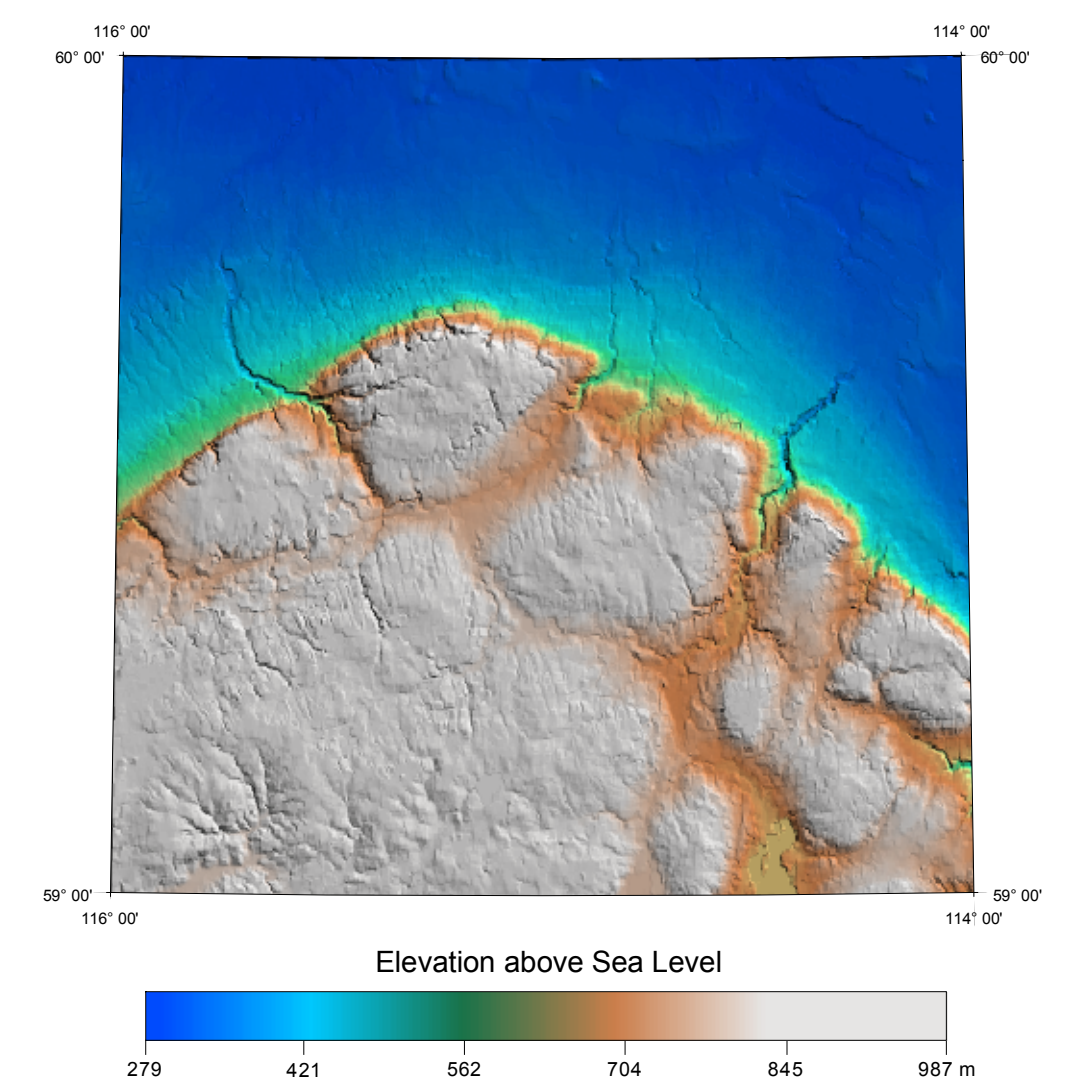 116° 00' 114° 00'
60° 00' 60° 00'
59° 00' 59° 00'
116° 00' 114° 00'
Elevation above Sea Level
279 421 562 704 845 987 m